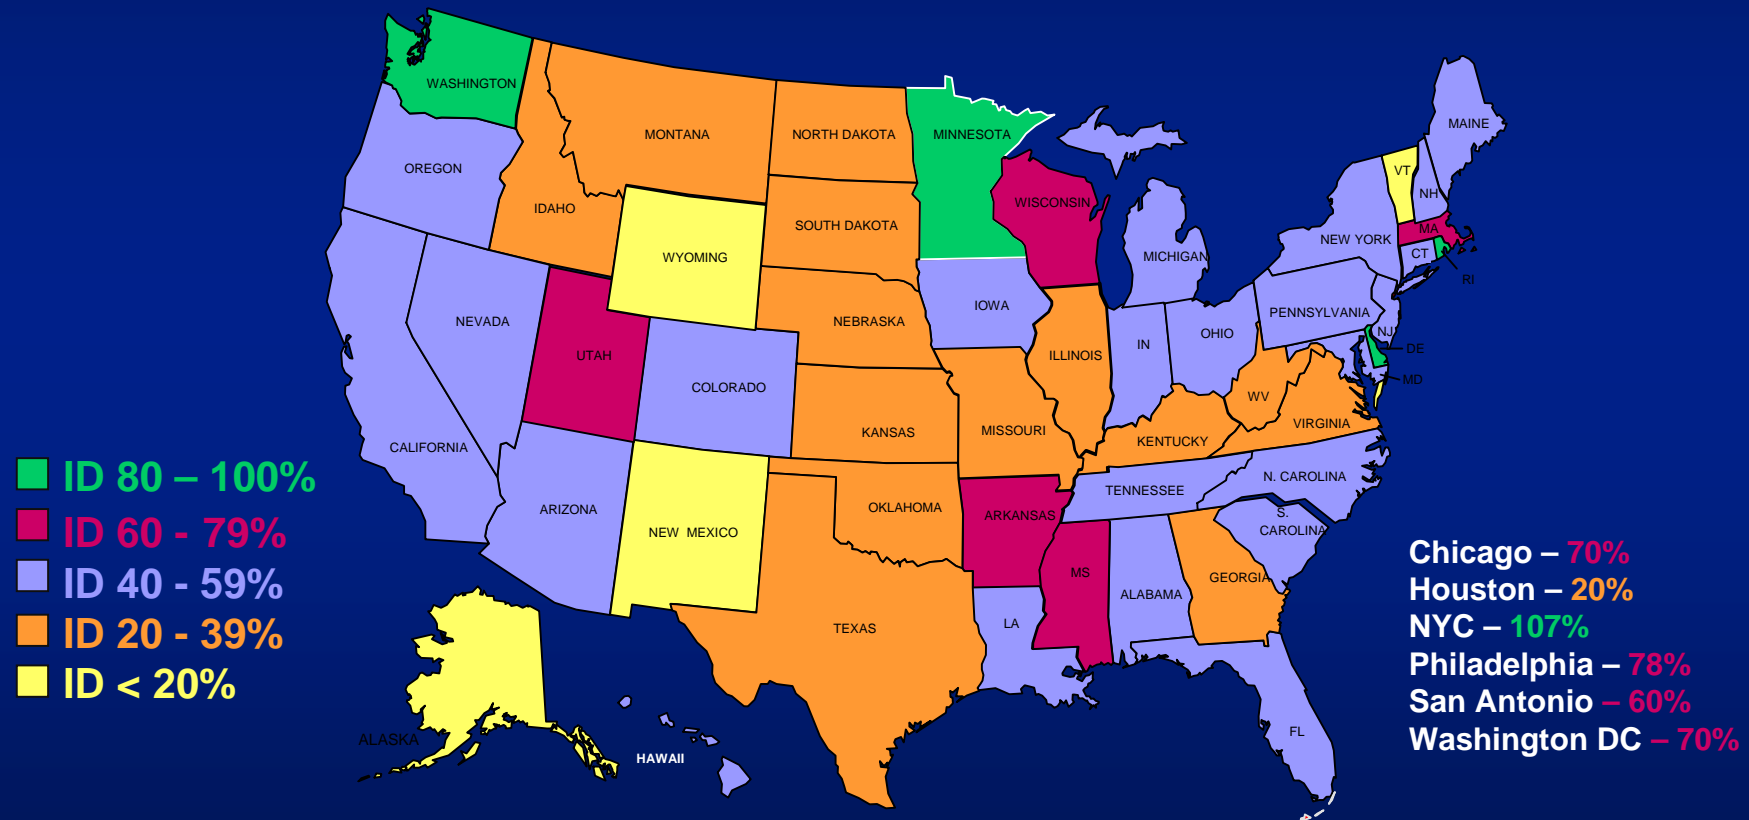 WASHINGTON
OREGON
IDAHO
MONTANA
NORTH DAKOTA
MINNESOTA
SOUTH DAKOTA
WYOMING
WISCONSIN
MICHIGAN
MAINE
VT
NH
NEW YORK
MA
CT
RI
NEVADA
UTAH
COLORADO
NEBRASKA
IOWA
ILLINOIS
IN
OHIO
PENNSYLVANIA
NJ
DE
MD
CALIFORNIA
KANSAS
MISSOURI
WV
VIRGINIA
KENTUCKY
ARIZONA
NEW MEXICO
OKLAHOMA
ARKANSAS
TENNESSEE
N. CAROLINA
S.
CAROLINA
TEXAS
LA
MS
ALABAMA
GEORGIA
FL
ALASKA
HAWAII
ID 80 – 100%
ID 60 - 79%
ID 40 - 59%
ID 20 - 39%
ID < 20%
Chicago – 70%
Houston – 20%
NYC – 107%
Philadelphia – 78%
San Antonio – 60%
Washington DC – 70%